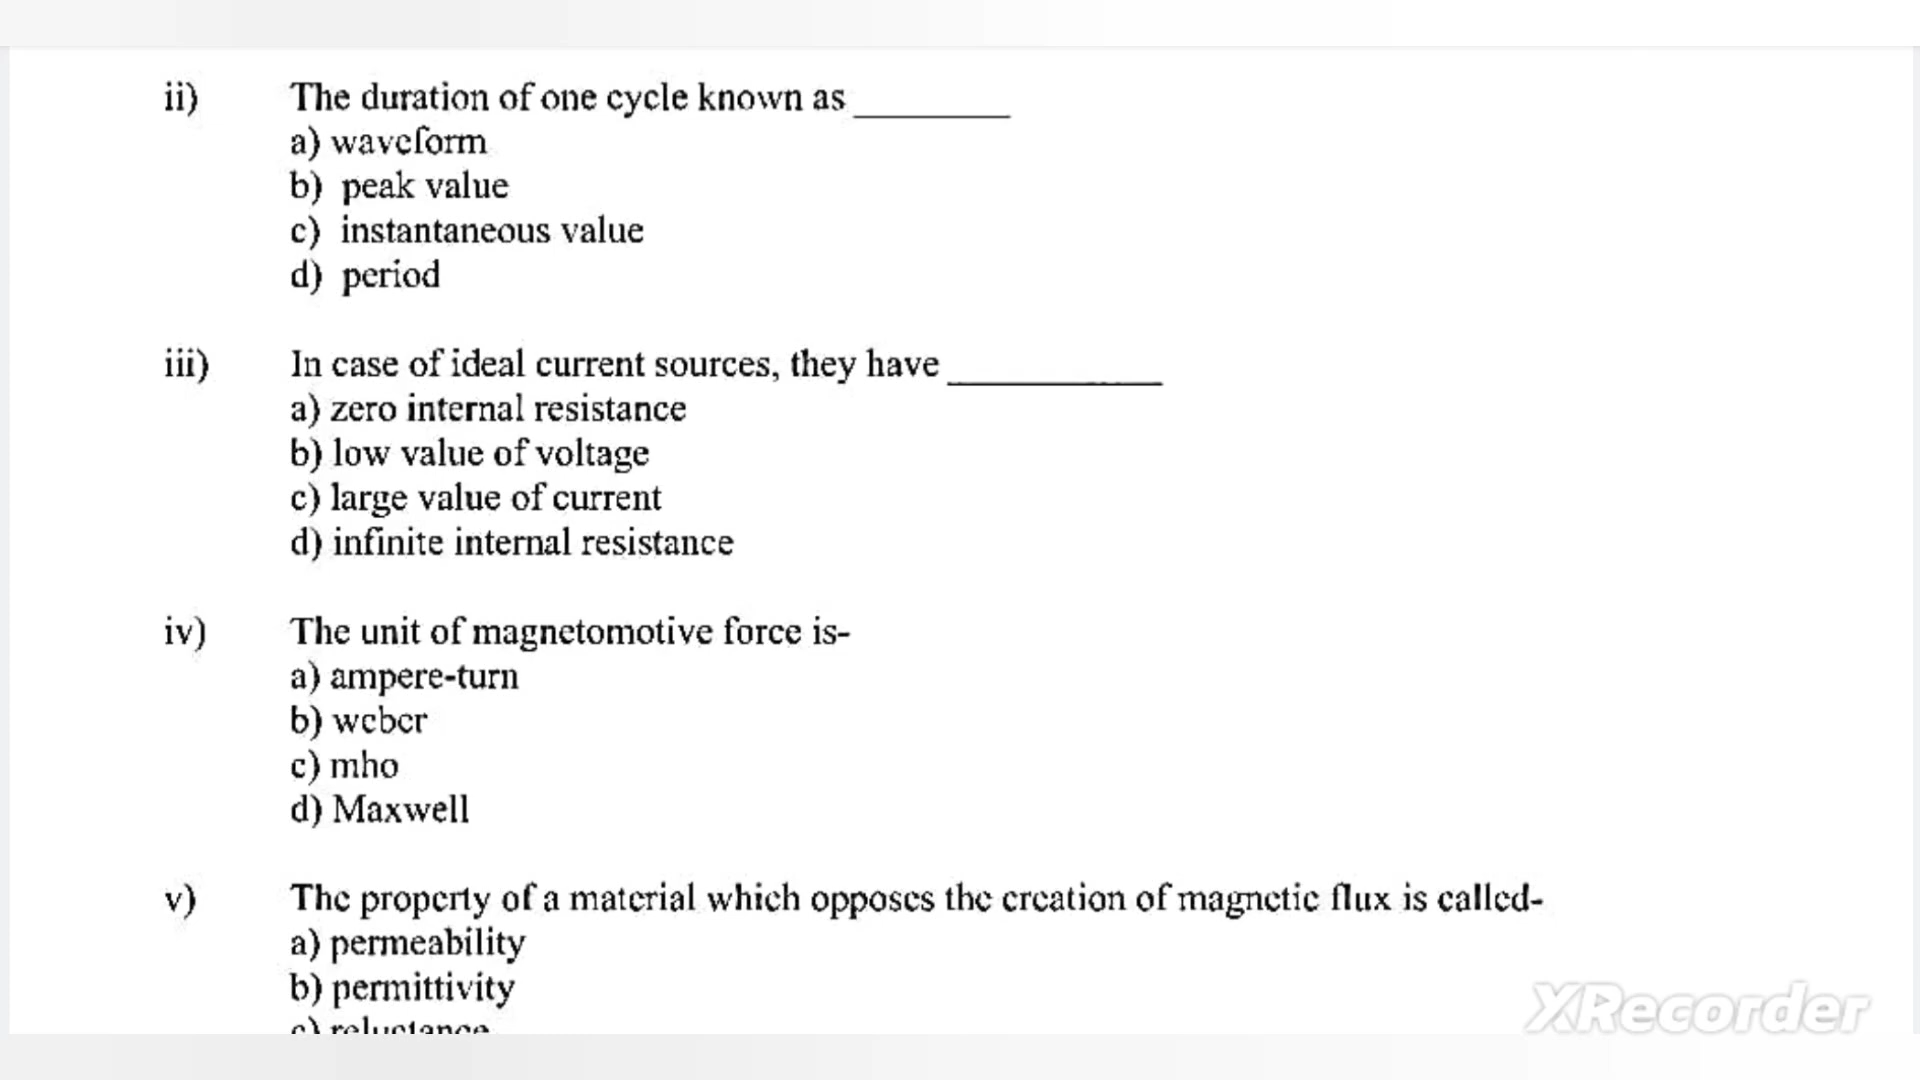 ii) The duration of one cycle known as ________
a) waveform
b) peak value
c) instantaneous value
d) period
iii) In case of ideal current sources, they have ___________
a) zero internal resistance
b) low value of voltage
c) large value of current
d) infinite internal resistance
iv) The unit of magnetomotive force is-
a) ampere-turn
b) weber
c) mho
d) Maxwell
v) The property of a material which opposes the creation of magnetic flux is called-
a) permeability
b) permittivity
c) reluctance
XRecorder